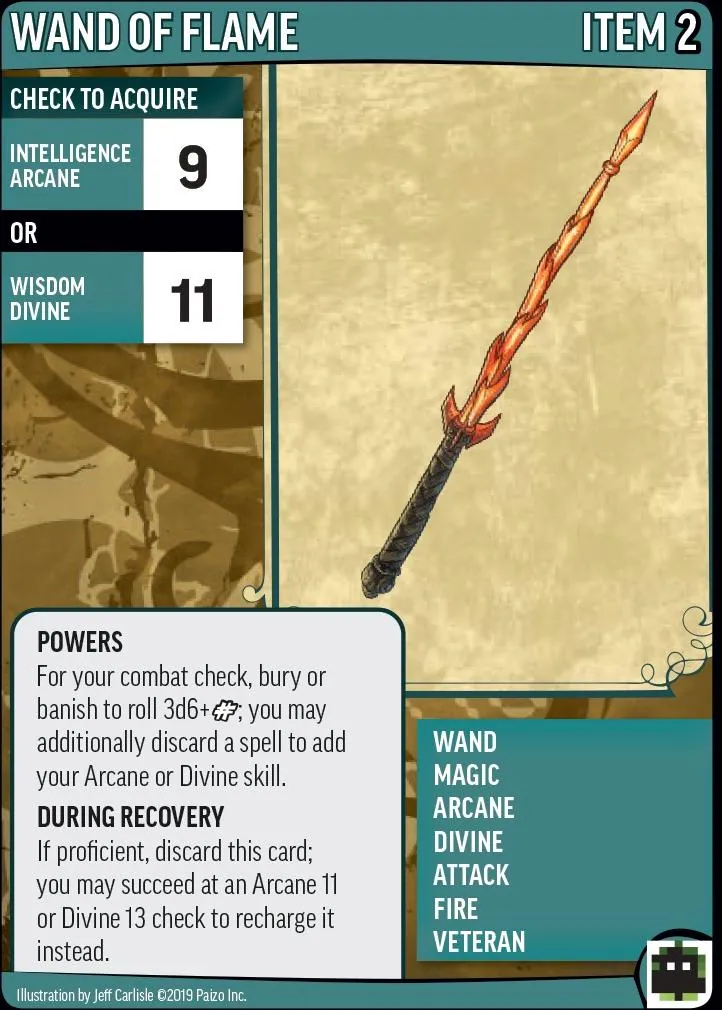 WAND OF FLAME
ITEM 2
CHECK TO ACQUIRE
INTELLIGENCE
ARCANE
9
OR
WISDOM
DIVINE
11
POWERS
For your combat check, bury or
banish to roll 3d6+#; you may
additionally discard a spell to add
your Arcane or Divine skill.
DURING RECOVERY
If proficient, discard this card;
you may succeed at an Arcane 11
or Divine 13 check to recharge it
instead.
WAND
MAGIC
ARCANE
DIVINE
ATTACK
FIRE
VETERAN
Illustration by Jeff Carlisle ©2019 Paizo Inc.